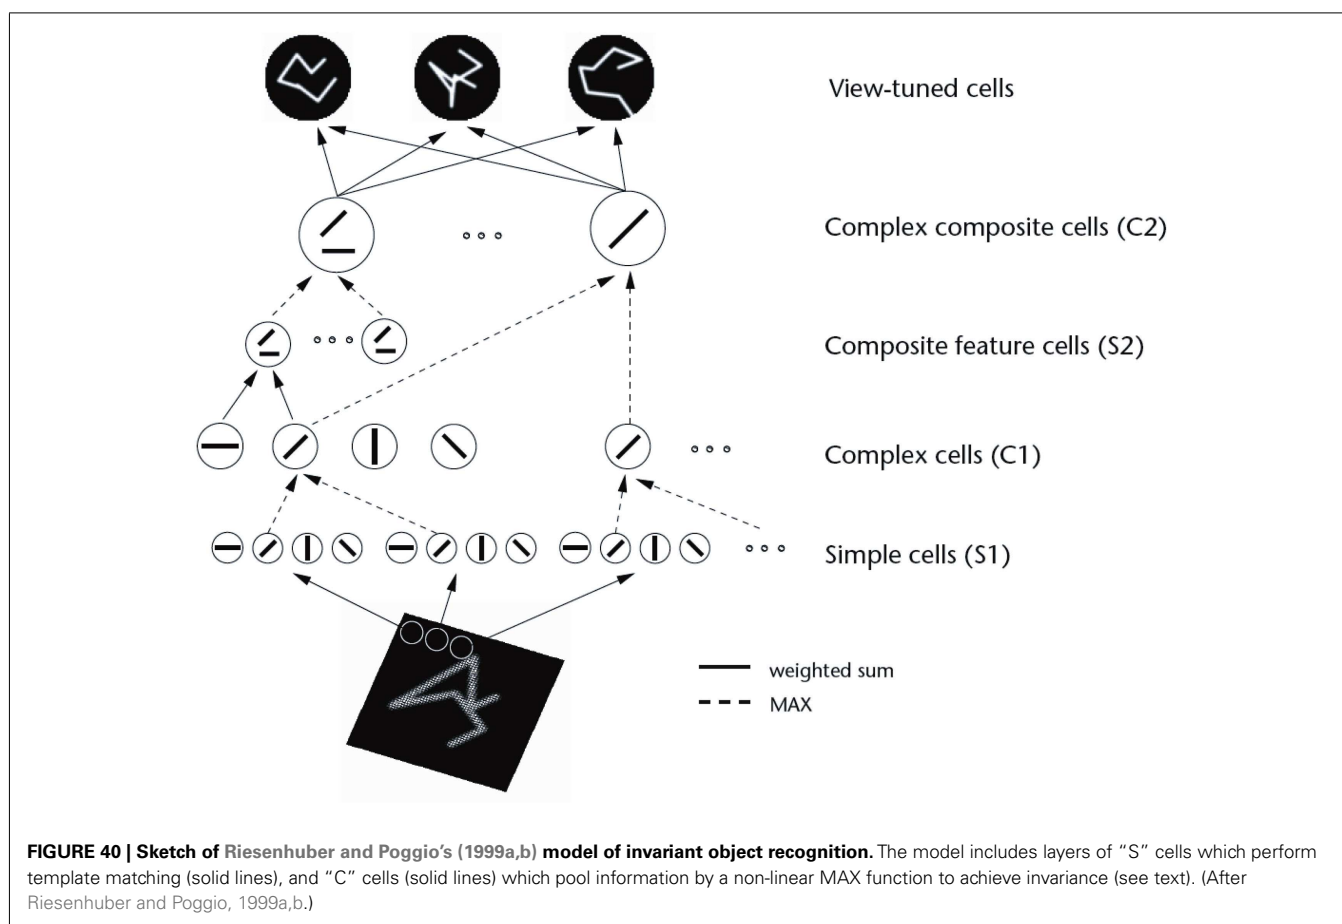 View-tuned cells
Complex composite cells (C2)
Composite feature cells (S2)
Complex cells (C1)
Simple cells (S1)
weighted sum
MAX
FIGURE 40 | Sketch of Riesenhuber and Poggio's (1999a,b) model of invariant object recognition. The model includes layers of "S" cells which perform
template matching (solid lines), and "C" cells (solid lines) which pool information by a non-linear MAX function to achieve invariance (see text). (After
Riesenhuber and Poggio, 1999a,b.)